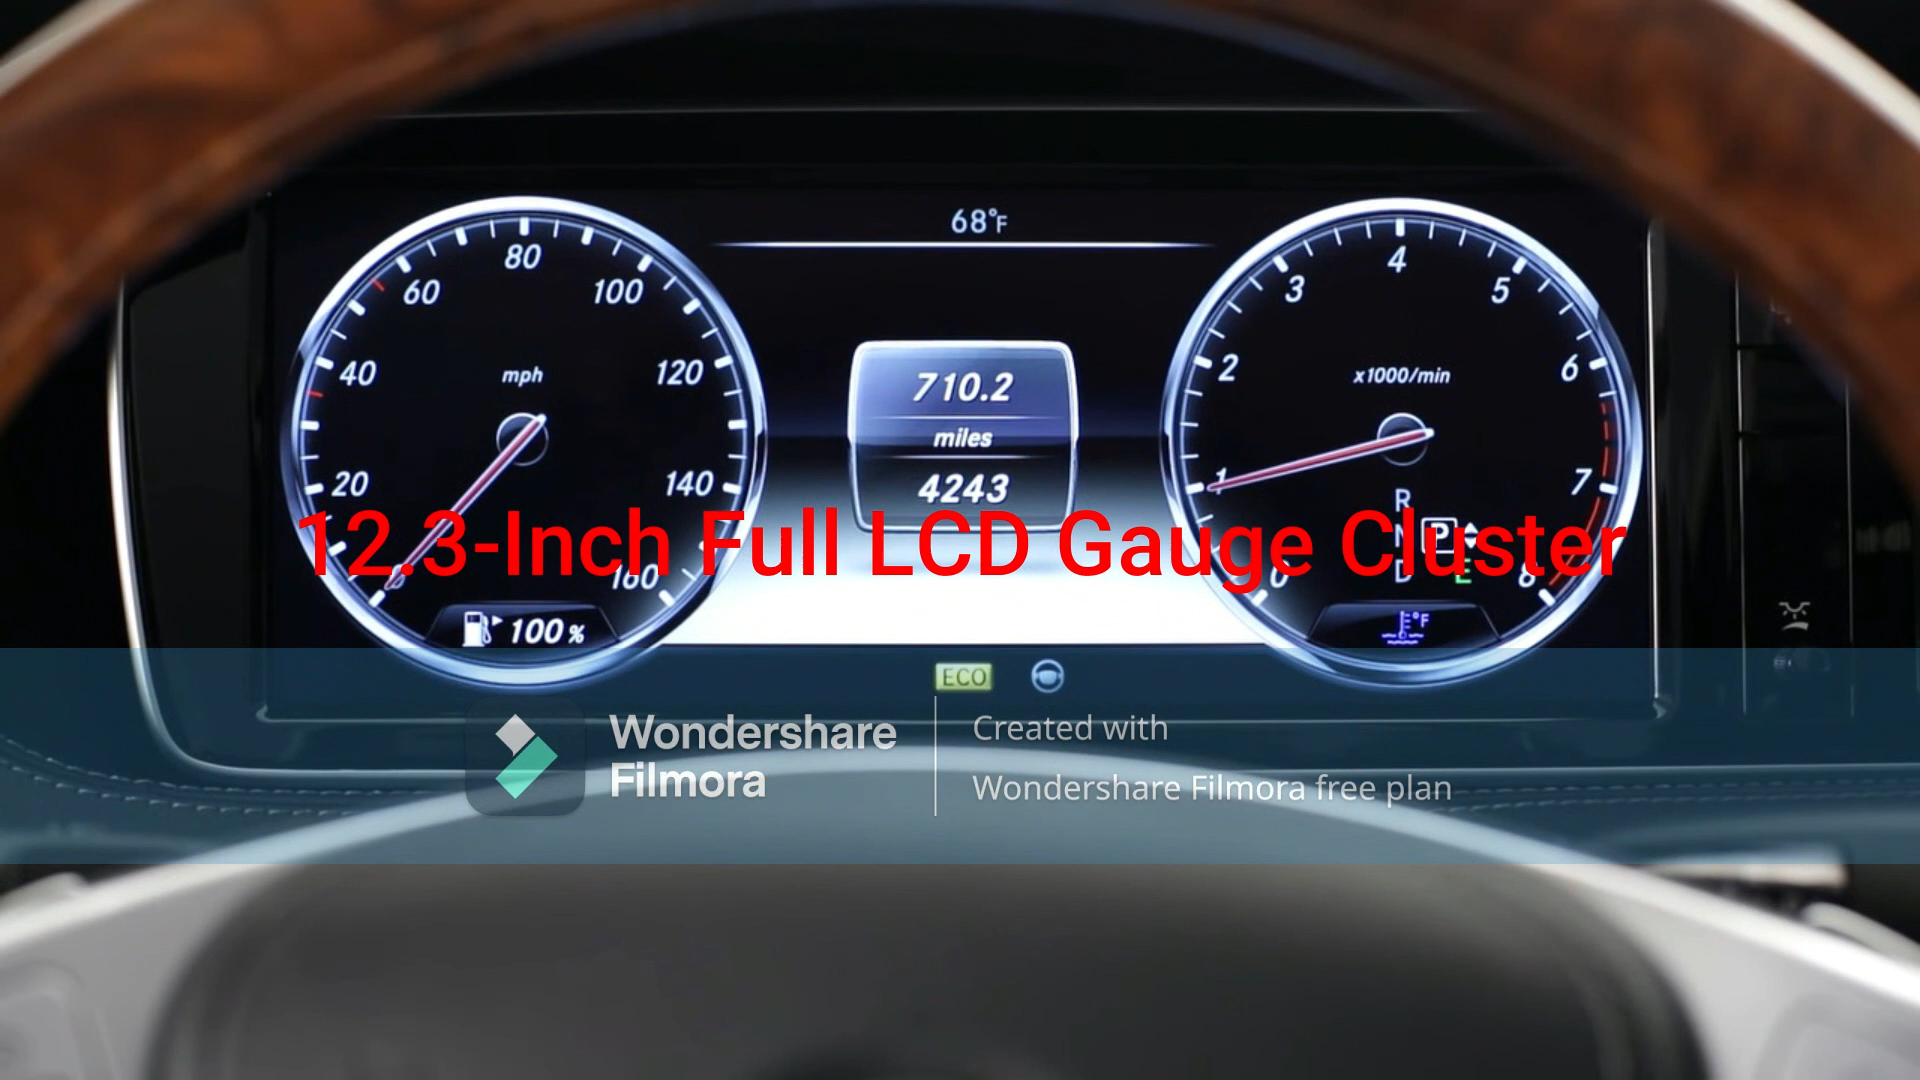 68°F
80
60
100
40
mph
120
20
140
0
160
100 %
710.2
miles
4243
4
3
5
2
x1000/min
6
1
7
R
N P
D E
0
8
°F
12.3-Inch Full LCD Gauge Cluster
ECO
Wondershare
Filmora
Created with
Wondershare Filmora free plan